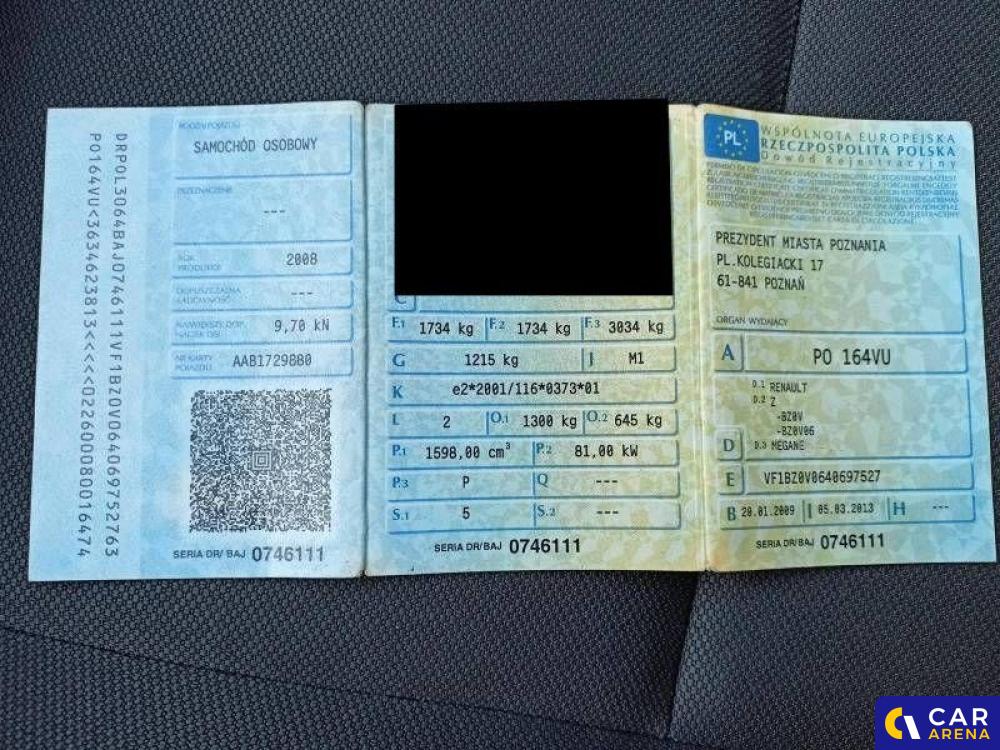 DRPOL3064BAJ0746111VF1BZ0V064069752763
PO164VU<3634623813<<<<02260008001 6474
RODZAJ POJAZDU
SAMOCHÓD OSOBOWY
PRZEZNACZENIE
---
ROK
PRODUKCJI
2008
DOPUSZCZALNA
ŁADOWNOŚĆ
---
NAJWIĘKSZY DOP.
NACISK OSI
9,70 kN
NR KARTY
POJAZDU
AAB1729880
SERIA DR/ BAJ 0746111
C
F.1 1734 kg F.2 1734 kg F.3 3034 kg
G 1215 kg J M1
K e2*2001/116*0373*01
L 2 O.1 1300 kg O.2 645 kg
P.1 1598,00 cm³ P.2 81,00 kW
P.3 P Q ---
S.1 5 S.2 ---
SERIA DR/BAJ 0746111
PL
WSPÓLNOTA EUROPEJSKA
RZECZPOSPOLITA POLSKA
Dowód Rejestracyjny
PREZYDENT MIASTA POZNANIA
PL.KOLEGIACKI 17
61-841 POZNAŃ
ORGAN WYDAJĄCY
A PO 164VU
D.1 RENAULT
D.2 Z
-BZ0V
-BZ0V06
D D.3 MEGANE
E VF1BZ0V0640697527
B 20.01.2009 I 05.03.2013 H ---
SERIA DR/BAJ 0746111
CAR
ARENA